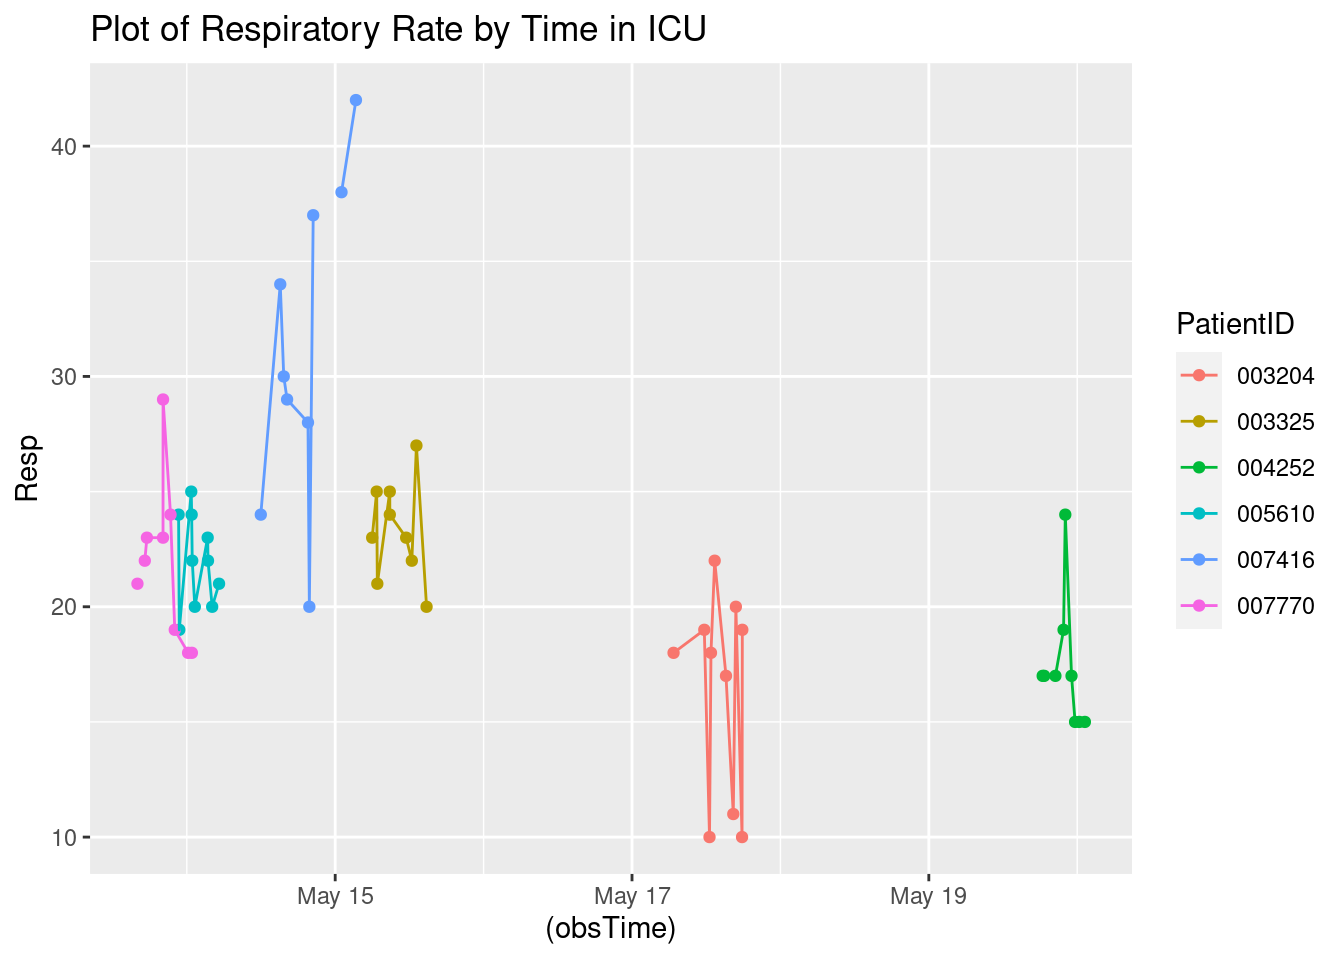 Plot of Respiratory Rate by Time in ICU
40
30
20
10
Resp
May 15
May 17
May 19
(obsTime)
PatientID
003204
003325
004252
005610
007416
007770